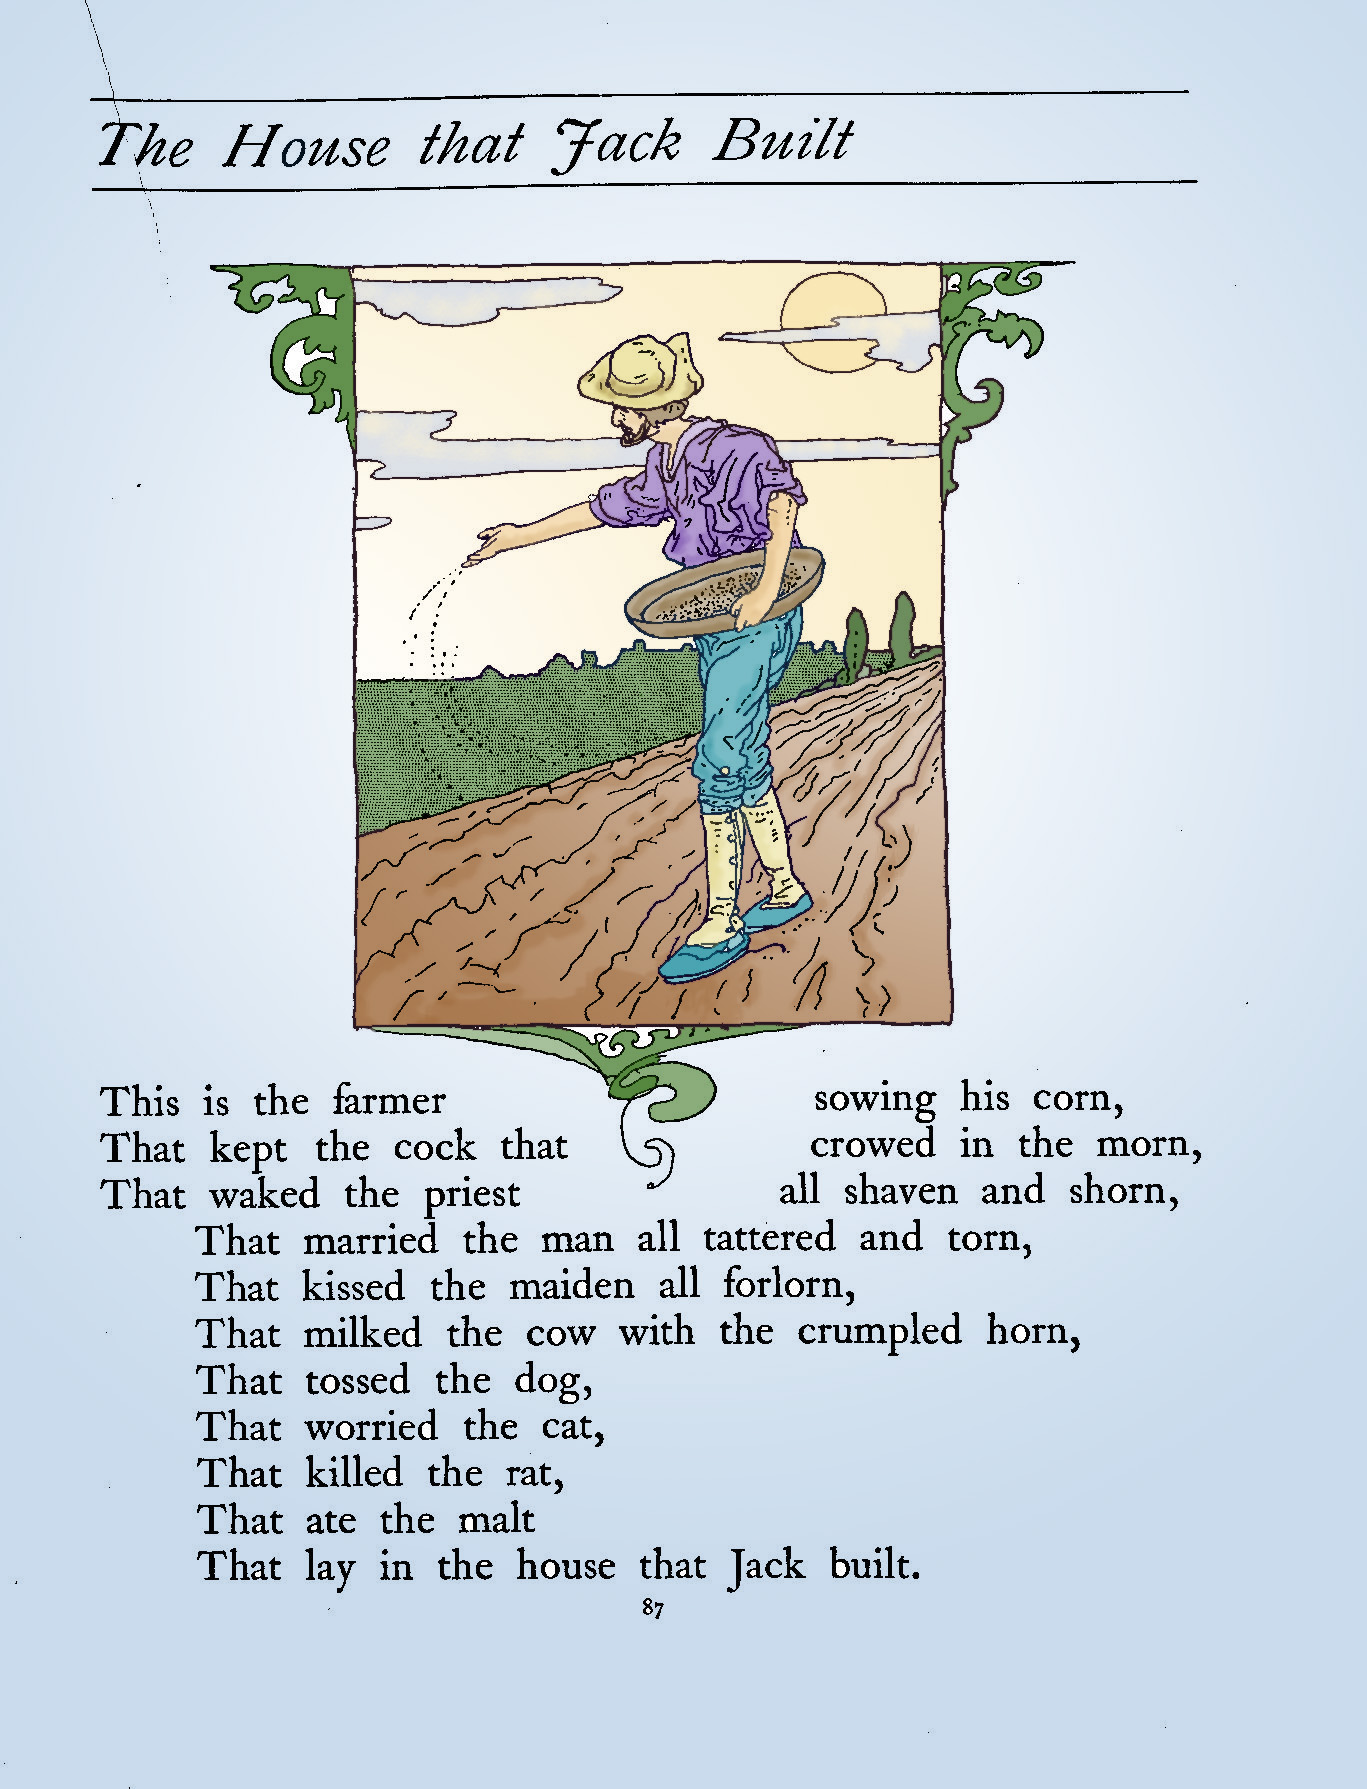 The House that Jack Built
This is the farmer sowing his corn,
That kept the cock that crowed in the morn,
That waked the priest all shaven and shorn,
That married the man all tattered and torn,
That kissed the maiden all forlorn,
That milked the cow with the crumpled horn,
That tossed the dog,
That worried the cat,
That killed the rat,
That ate the malt
That lay in the house that Jack built.
87